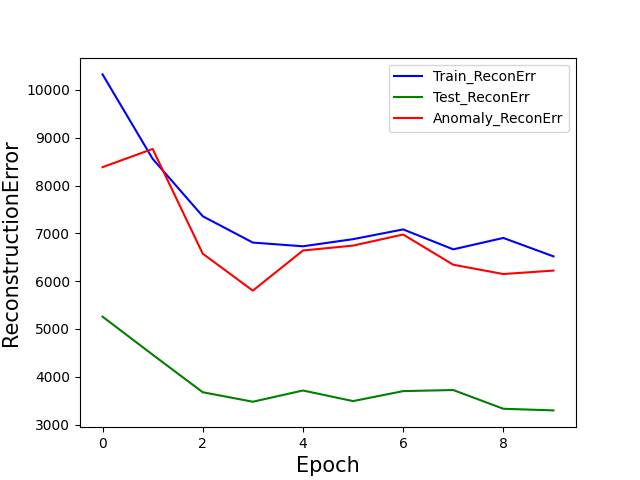 Train_ReconErr
Test_ReconErr
Anomaly_ReconErr
10000
9000
8000
7000
6000
5000
4000
3000
ReconstructionError
0 2 4 6 8
Epoch